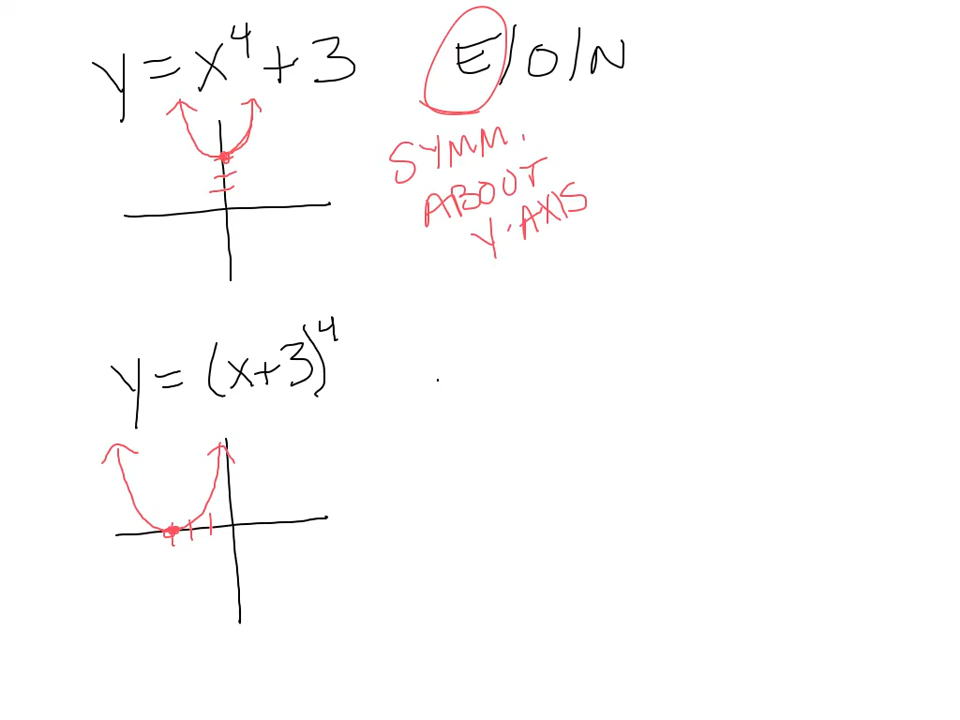 y = x⁴ + 3 E/O/N
SYMM.
ABOUT
Y-AXIS
y = (x+3)⁴